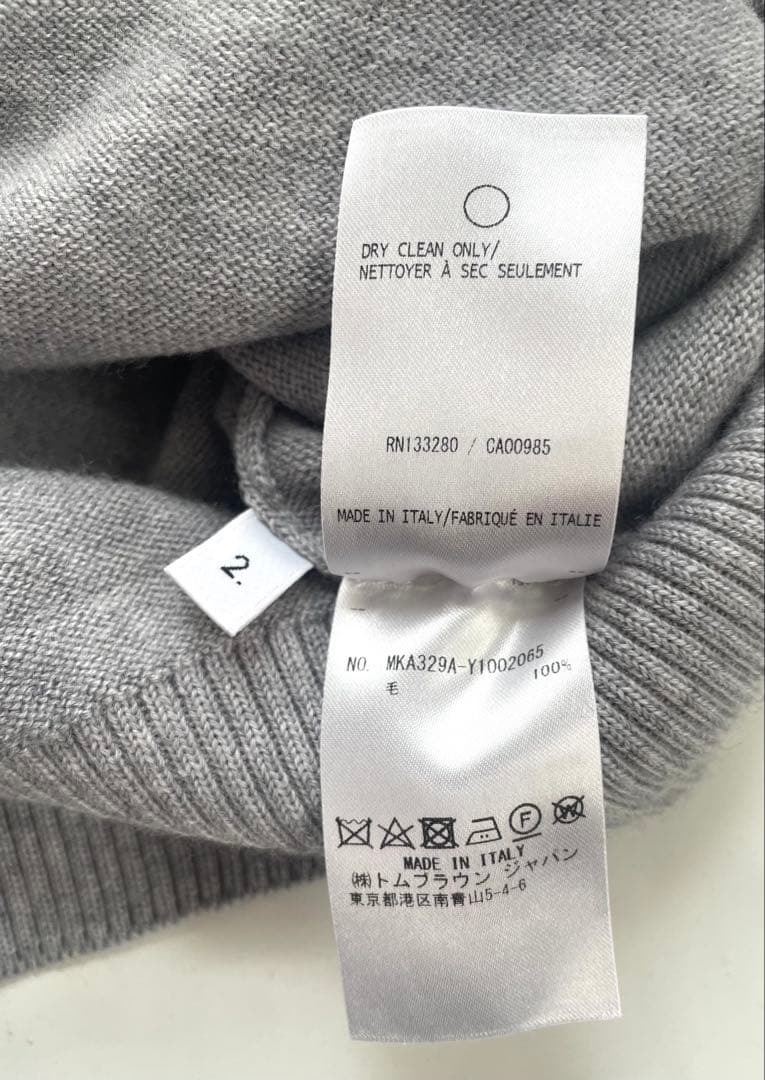 DRY CLEAN ONLY/
NETTOYER À SEC SEULEMENT
RN133280 / CA00985
MADE IN ITALY/FABRIQUÉ EN ITALIE
2.
NO. MKA329A-Y1002065
毛 100%
F W
MADE IN ITALY
(株)トムブラウン ジャパン
東京都港区南青山5-4-6